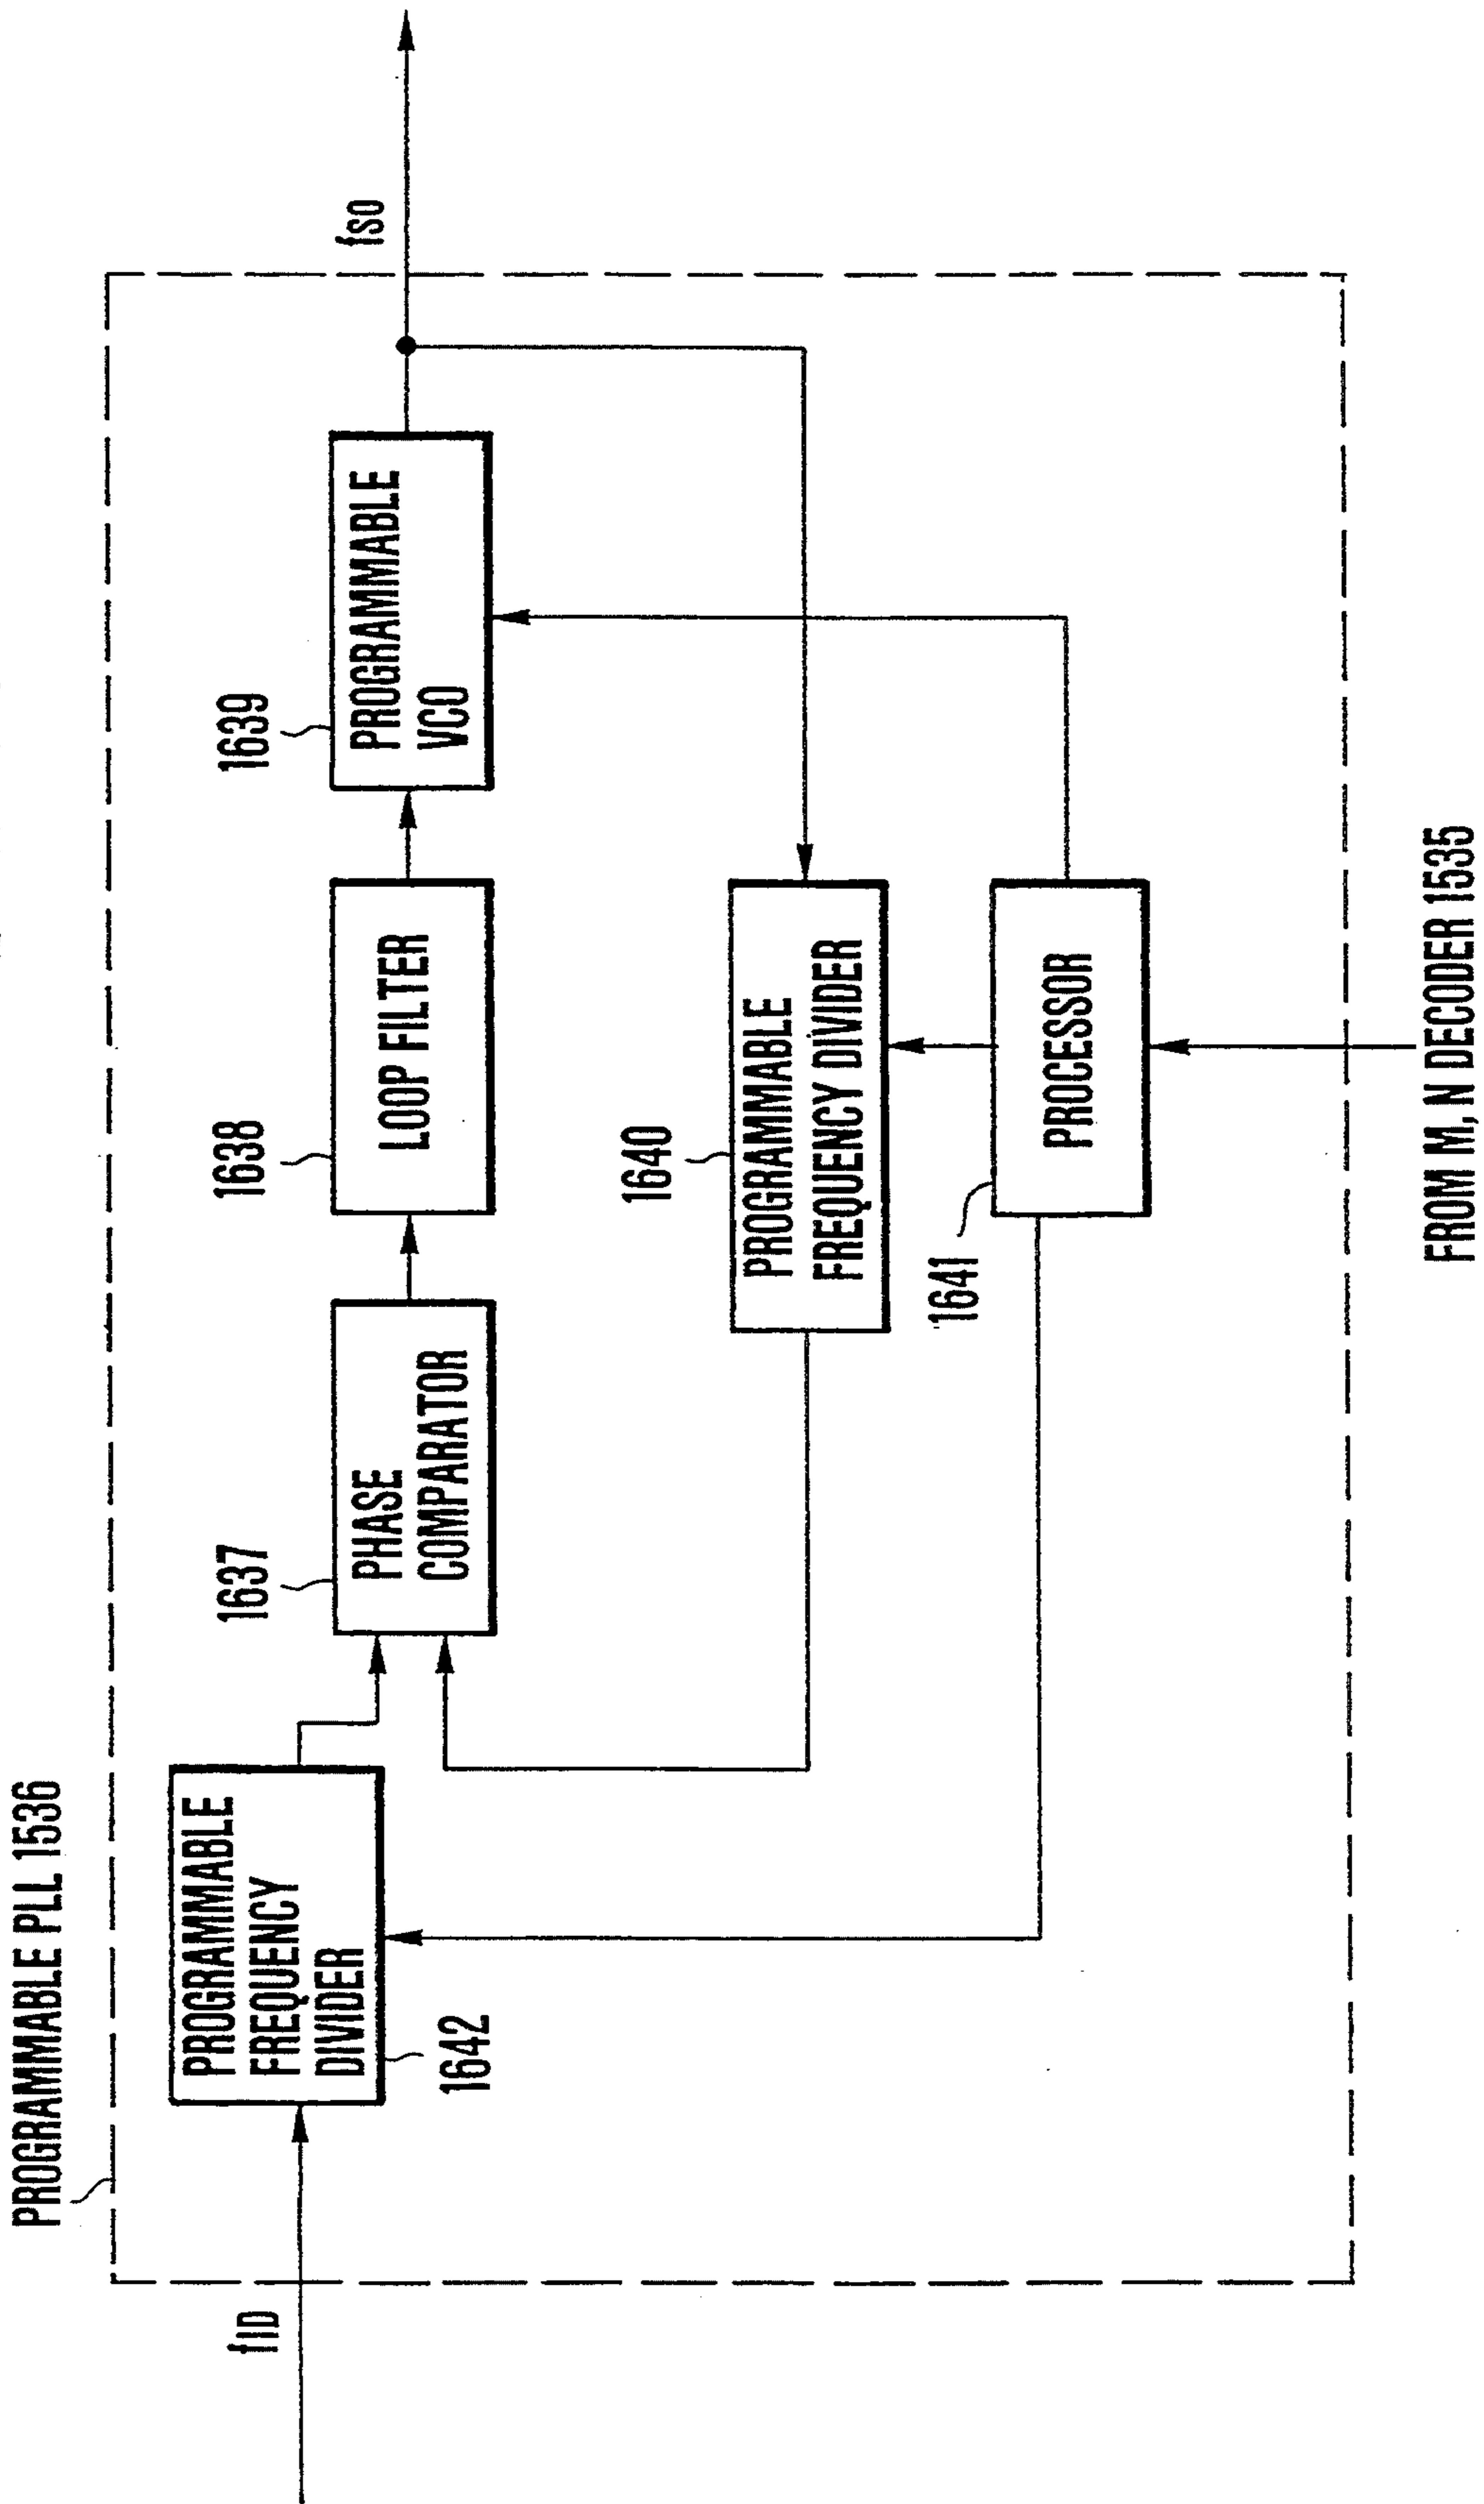 PROGRAMMABLE PLL 1536
fID
PROGRAMMABLE
FREQUENCY
DIVIDER
1642
1637
PHASE
COMPARATOR
1638
LOOP FILTER
1639
PROGRAMMABLE
VCO
fSO
1640
PROGRAMMABLE
FREQUENCY DIVIDER
1641
PROCESSOR
FROM M, N DECODER 1535